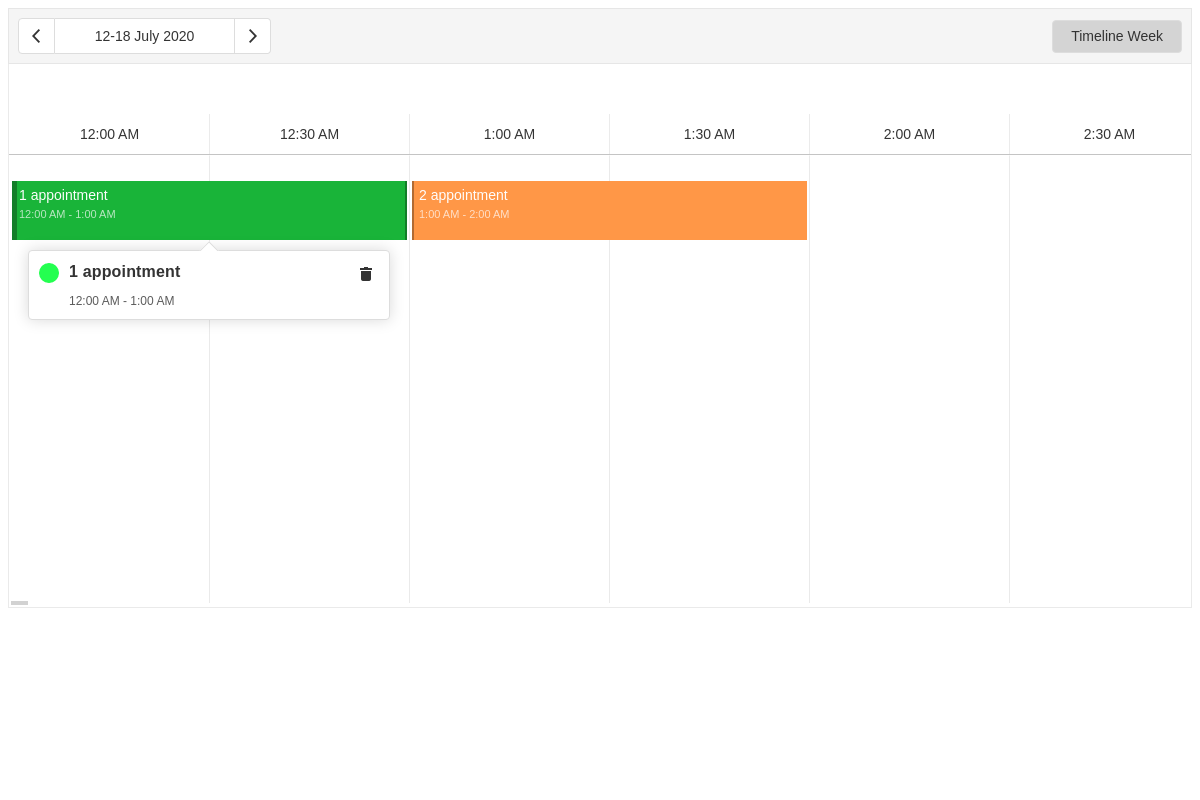 12-18 July 2020
Timeline Week
12:00 AM
12:30 AM
1:00 AM
1:30 AM
2:00 AM
2:30 AM
1 appointment
12:00 AM - 1:00 AM
2 appointment
1:00 AM - 2:00 AM
1 appointment
12:00 AM - 1:00 AM